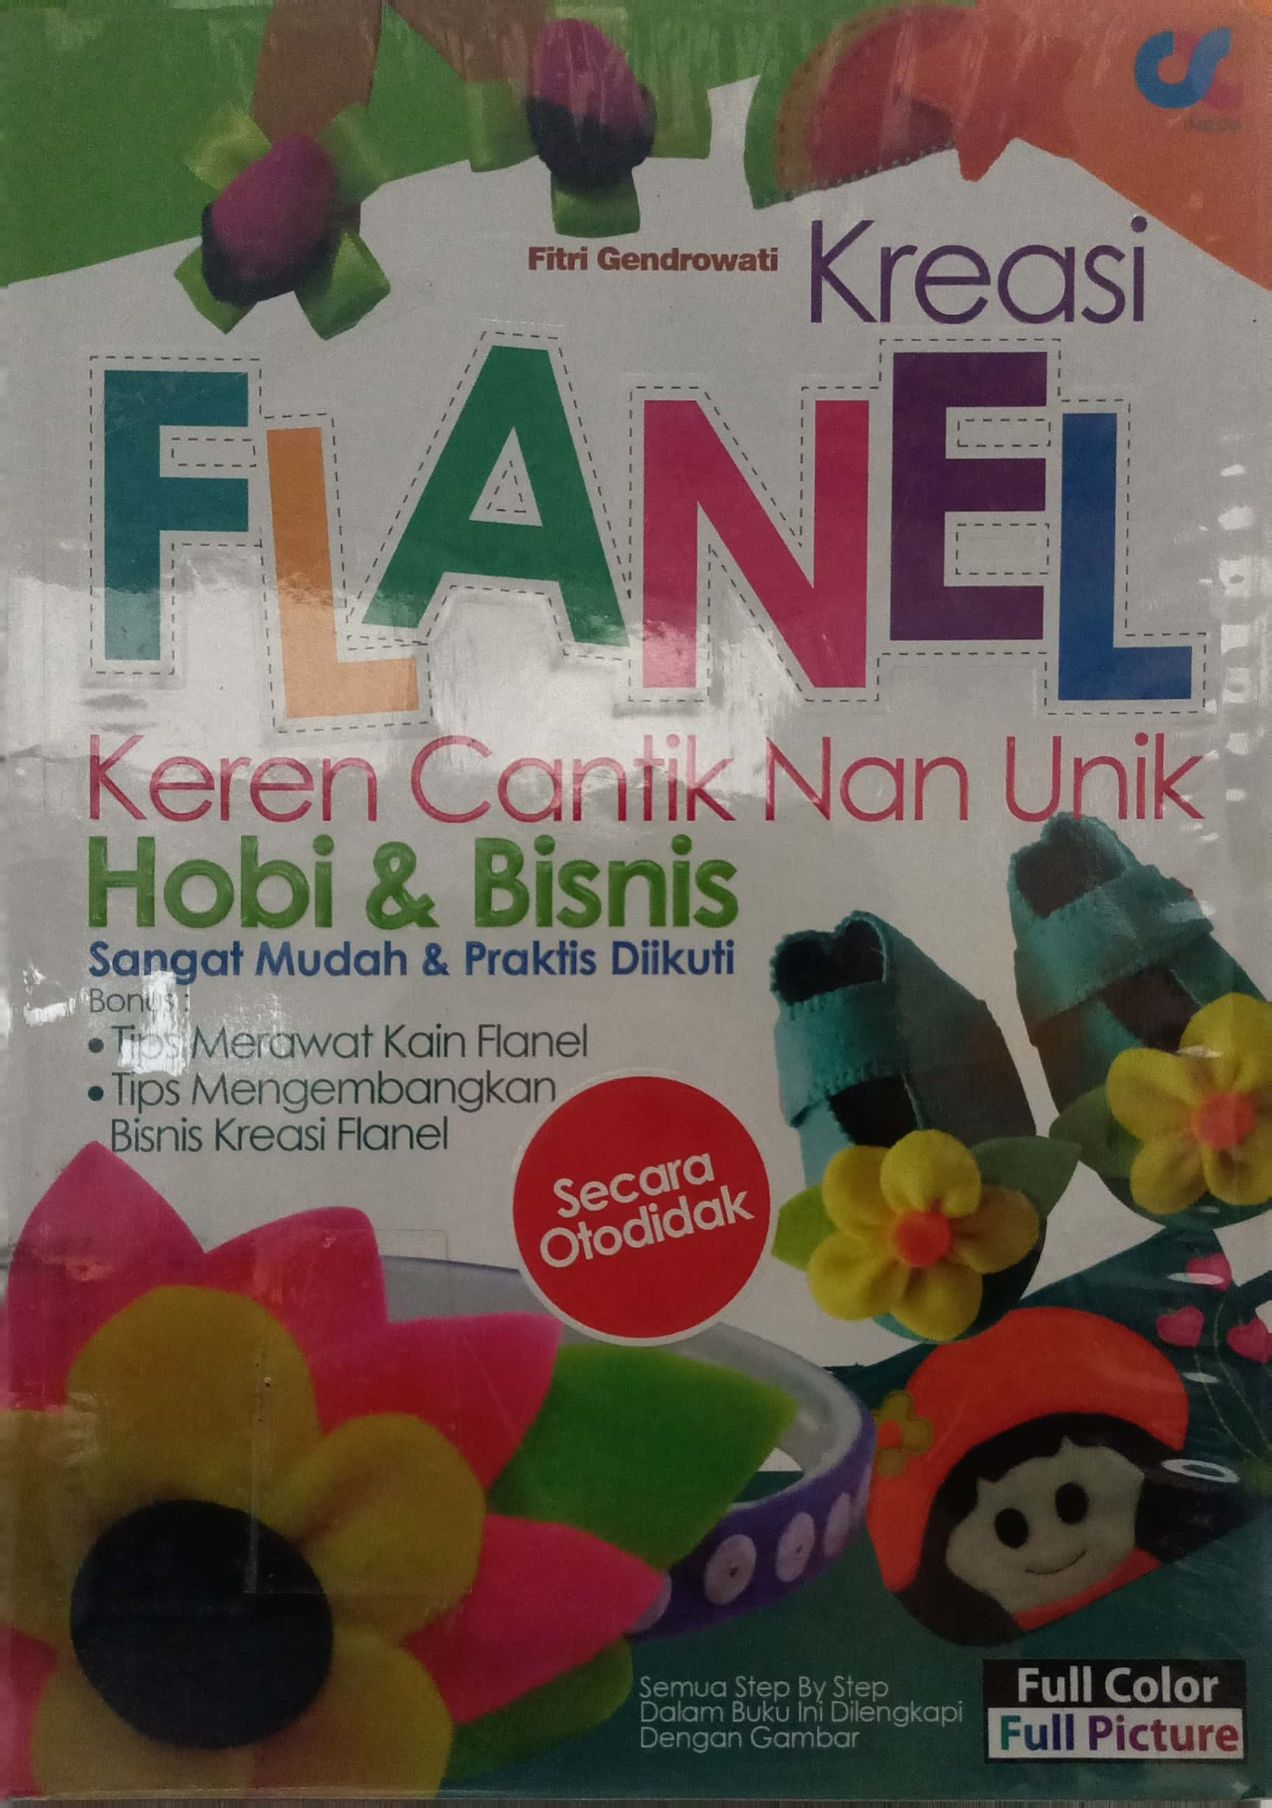 Fitri Gendrowati
Kreasi
FLANEL
Keren Cantik Nan Unik
Hobi & Bisnis
Sangat Mudah & Praktis Diikuti
Bonus :
• Tips Merawat Kain Flanel
• Tips Mengembangkan
Bisnis Kreasi Flanel
Secara
Otodidak
Semua Step By Step
Dalam Buku Ini Dilengkapi
Dengan Gambar
Full Color
Full Picture